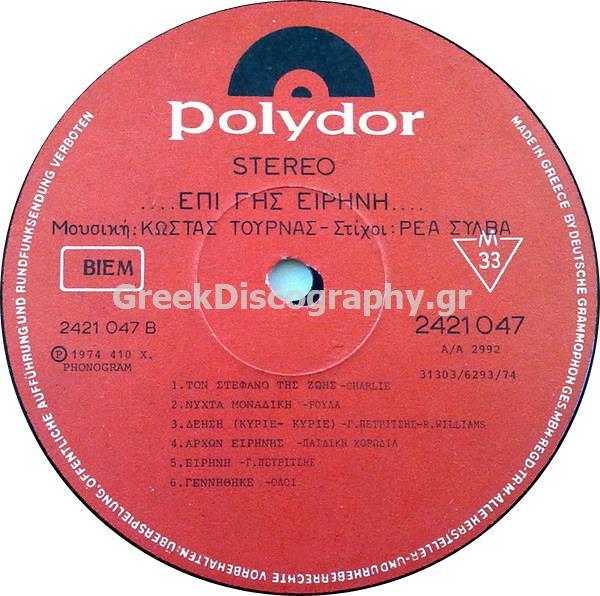 Polydor
STEREO
....ΕΠΙ ΓΗΣ ΕΙΡΗΝΗ....
Μουσική: ΚΩΣΤΑΣ ΤΟΥΡΝΑΣ - Στίχοι: ΡΕΑ ΣΥΛΒΑ
BIEM
M
33
GreekDiscography.gr
2421 047 B
2421 047
Ⓟ 1974 410 X.
PHONOGRAM
A/A 2992
31303/6293/74
1. ΤΟΝ ΣΤΕΦΑΝΟ ΤΗΣ ΖΩΗΣ -CHARLIE
2. ΝΥΧΤΑ ΜΟΝΑΔΙΚΗ -ΡΟΥΛΑ
3. ΔΕΗΣΗ (ΚΥΡΙΕ- ΚΥΡΙΕ) -Γ.ΠΕΤΡΙΤΣΗΣ-R.WILLIAMS
4. ΑΡΧΩΝ ΕΙΡΗΝΗΣ -ΠΑΙΔΙΚΗ ΧΟΡΩΔΙΑ
5. ΕΙΡΗΝΗ -Γ.ΠΕΤΡΙΤΣΗΣ
6. ΓΕΝΝΗΘΗΚΕ -ΟΛΟΙ
MADE IN GREECE BY DEUTSCHE GRAMMOPHON GES.MBH·REGD·TR·M·ALLE HERSTELLER-UND URHEBERRECHTE VORBEHALTEN: ÜBERSPIELUNG, ÖFFENTLICHE AUFFÜHRUNG UND RUNDFUNKSENDUNG VERBOTEN